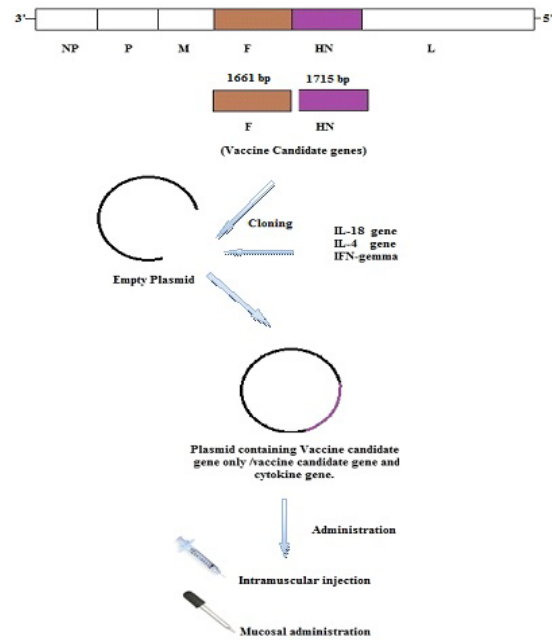 3' 5'
NP P M F HN L
1661 bp 1715 bp
F HN
(Vaccine Candidate genes)
Cloning
IL-18 gene
IL-4 gene
IFN-gemma
Empty Plasmid
Plasmid containing Vaccine candidate
gene only /vaccine candidate gene and
cytokine gene.
Administration
Intramuscular injection
Mucosal administration